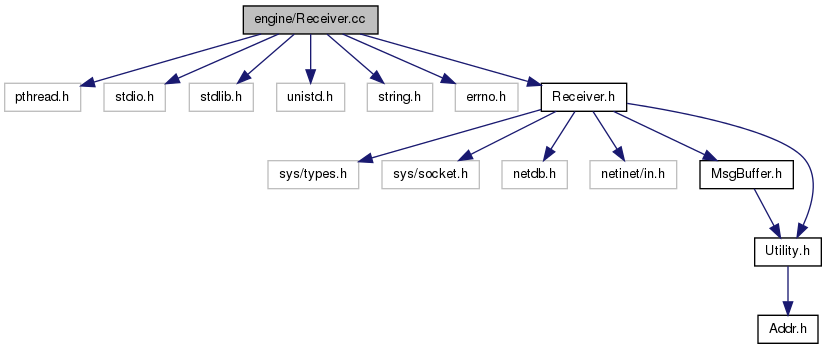 engine/Receiver.cc
pthread.h
stdio.h
stdlib.h
unistd.h
string.h
errno.h
Receiver.h
sys/types.h
sys/socket.h
netdb.h
netinet/in.h
MsgBuffer.h
Utility.h
Addr.h